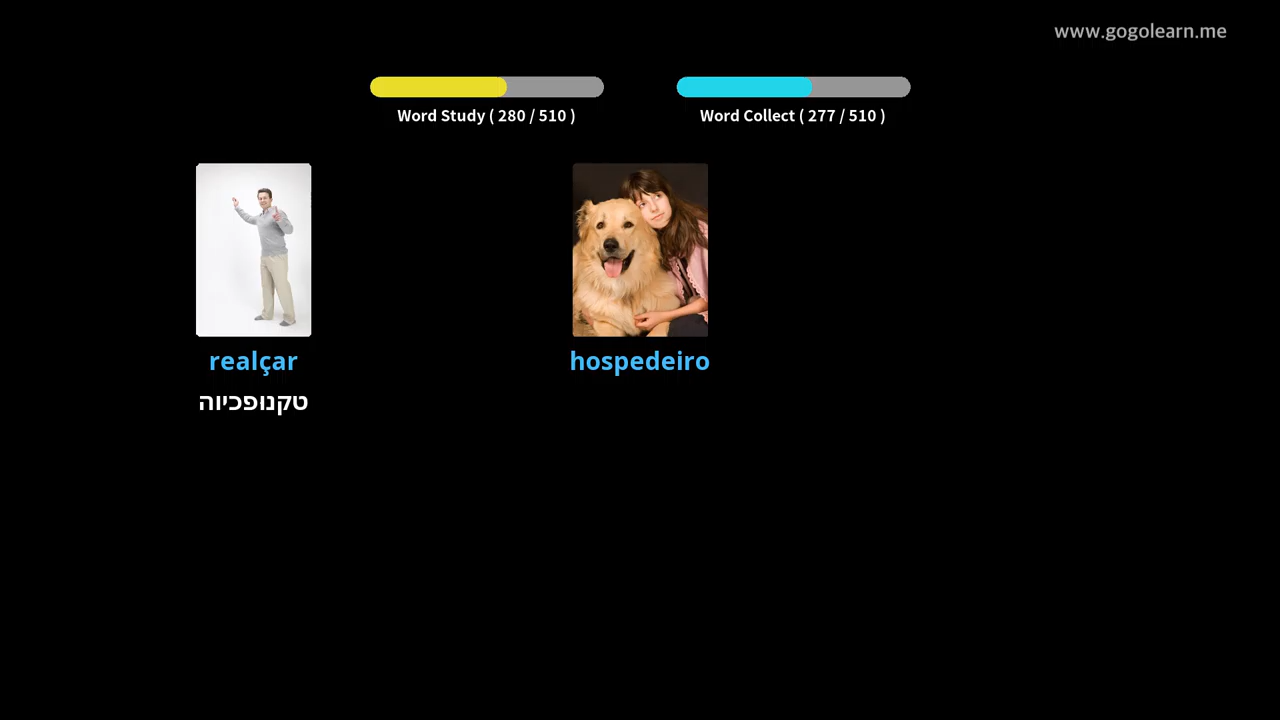 www.gogolearn.me
Word Study ( 280 / 510 )
Word Collect ( 277 / 510 )
realçar
hospedeiro
טקנופכיוה